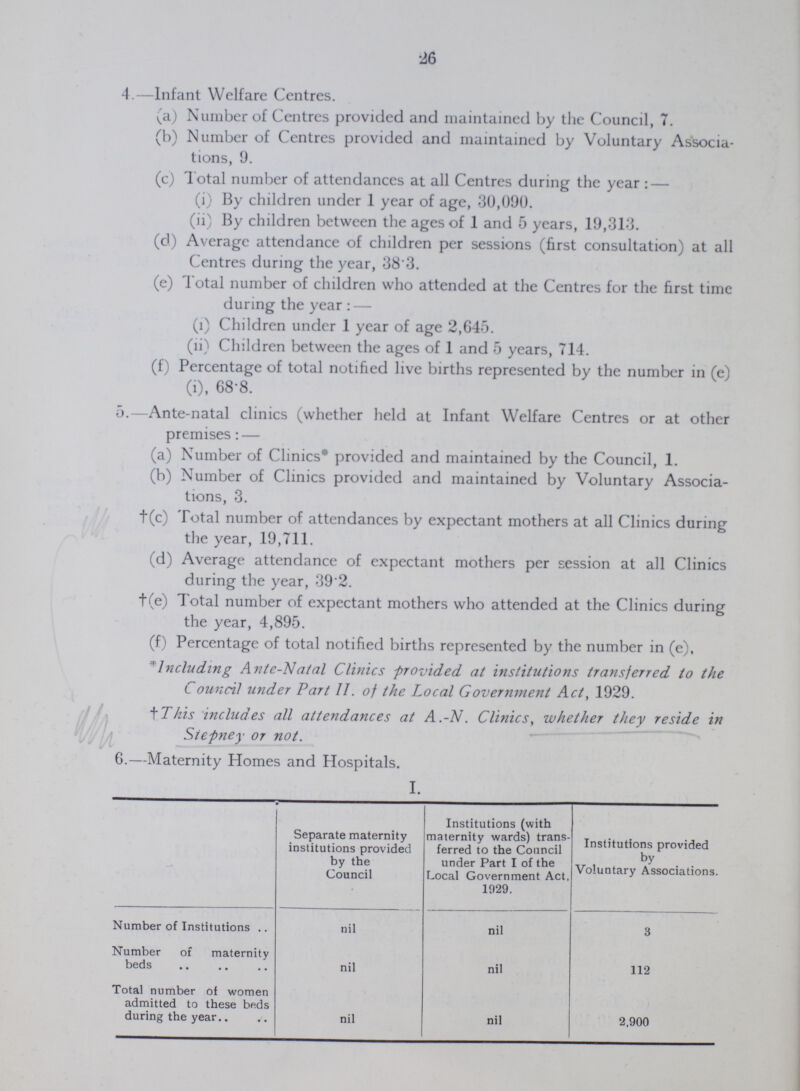 26
4.—Infant Welfare Centres.
(a) Number of Centres provided and maintained by the Council, 7.
(b) Number of Centres provided and maintained by Voluntary Associa-
tions, 9.
(c) Total number of attendances at all Centres during the year :—
(i) By children under 1 year of age, 30,090.
(ii) By children between the ages of 1 and 5 years, 19,313.
(d) Average attendance of children per sessions (first consultation) at all
Centres during the year, 38·3.
(e) Total number of children who attended at the Centres for the first time
during the year :—
(i) Children under 1 year of age 2,645.
(ii) Children between the ages of 1 and 5 years, 714.
(f) Percentage of total notified live births represented by the number in (e)
(i), 68·8.
5.—Ante-natal clinics (whether held at Infant Welfare Centres or at other
premises :—
(a) Number of Clinics* provided and maintained by the Council, 1.
(b) Number of Clinics provided and maintained by Voluntary Associa-
tions, 3.
†(c) Total number of attendances by expectant mothers at all Clinics during
the year, 19,711.
(d) Average attendance of expectant mothers per session at all Clinics
during the year, 39·2.
†(e) Total number of expectant mothers who attended at the Clinics during
the year, 4,895.
(f) Percentage of total notified births represented by the number in (e),
*Including Ante-Natal Clinics provided at institutions transferred to the
Council under Part II. of the Local Government Act, 1929.
†This includes all attendances at A.-N. Clinics, whether they reside in
Stepney or not.
6.—Maternity Homes and Hospitals.
I.
Separate maternity
institutions provided
by the
Council
Institutions (with
maternity wards) trans-
ferred to the Council
under Part I of the
Local Government Act,
1929.
Institutions provided
by
Voluntary Associations.
Number of Institutions .. nil nil 3
Number of maternity
beds .. .. .. nil nil 112
Total number of women
admitted to these beds
during the year.. .. nil nil 2,900